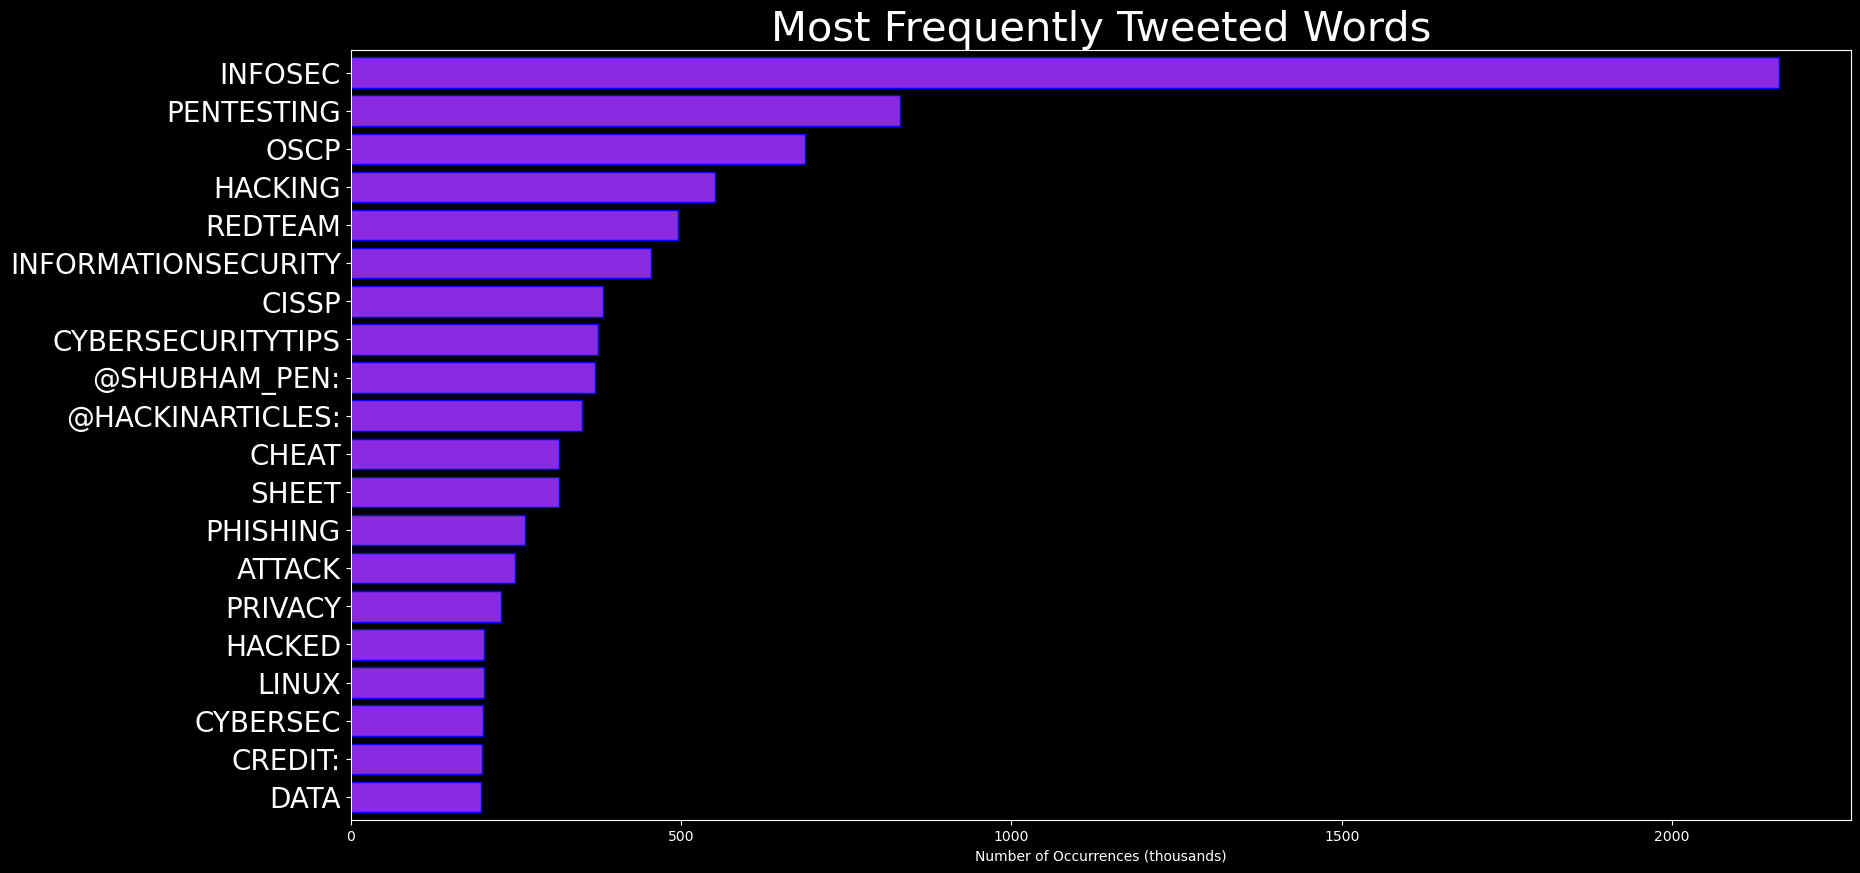 Most Frequently Tweeted Words
INFOSEC
PENTESTING
OSCP
HACKING
REDTEAM
INFORMATIONSECURITY
CISSP
CYBERSECURITYTIPS
@SHUBHAM_PEN:
@HACKINARTICLES:
CHEAT
SHEET
PHISHING
ATTACK
PRIVACY
HACKED
LINUX
CYBERSEC
CREDIT:
DATA
0 500 1000 1500 2000
Number of Occurrences (thousands)